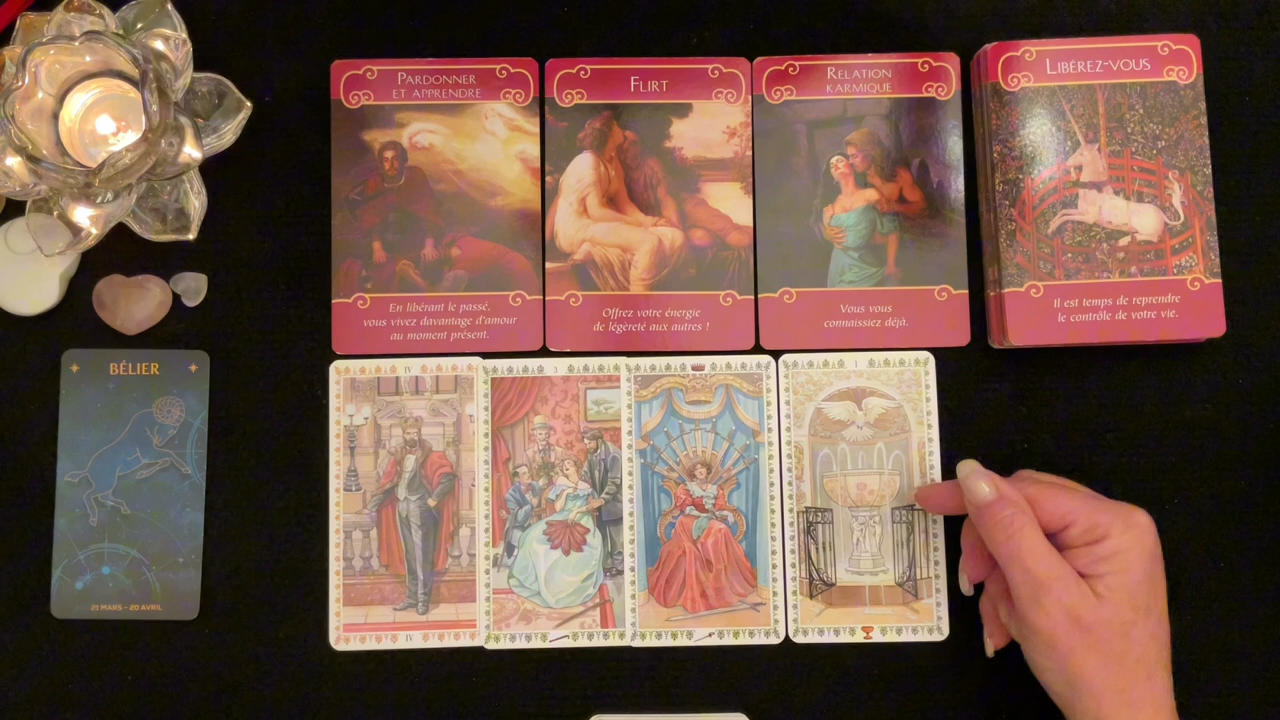 PARDONNER
ET APPRENDRE
En libérant le passé,
vous vivez davantage d'amour
au moment présent.
FLIRT
Offrez votre énergie
de légèreté aux autres !
RELATION
KARMIQUE
Vous vous
connaissiez déjà.
LIBÉREZ-VOUS
Il est temps de reprendre
le contrôle de votre vie.
BÉLIER
21 MARS - 20 AVRIL
IV
IV
3
1